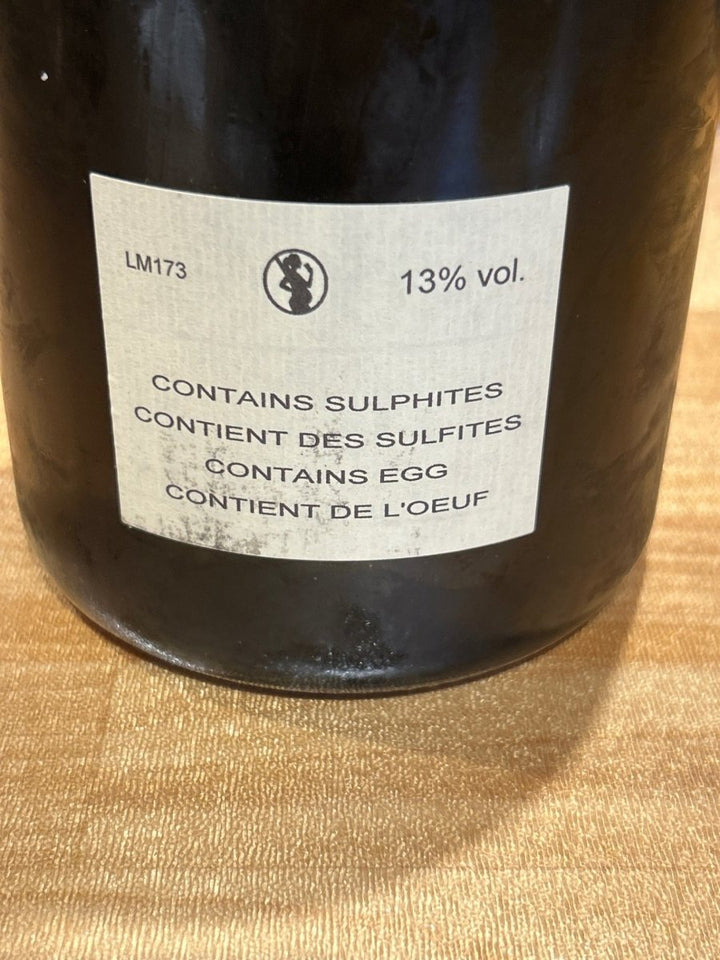 LM173 13% vol.
CONTAINS SULPHITES
CONTIENT DES SULFITES
CONTAINS EGG
CONTIENT DE L'OEUF